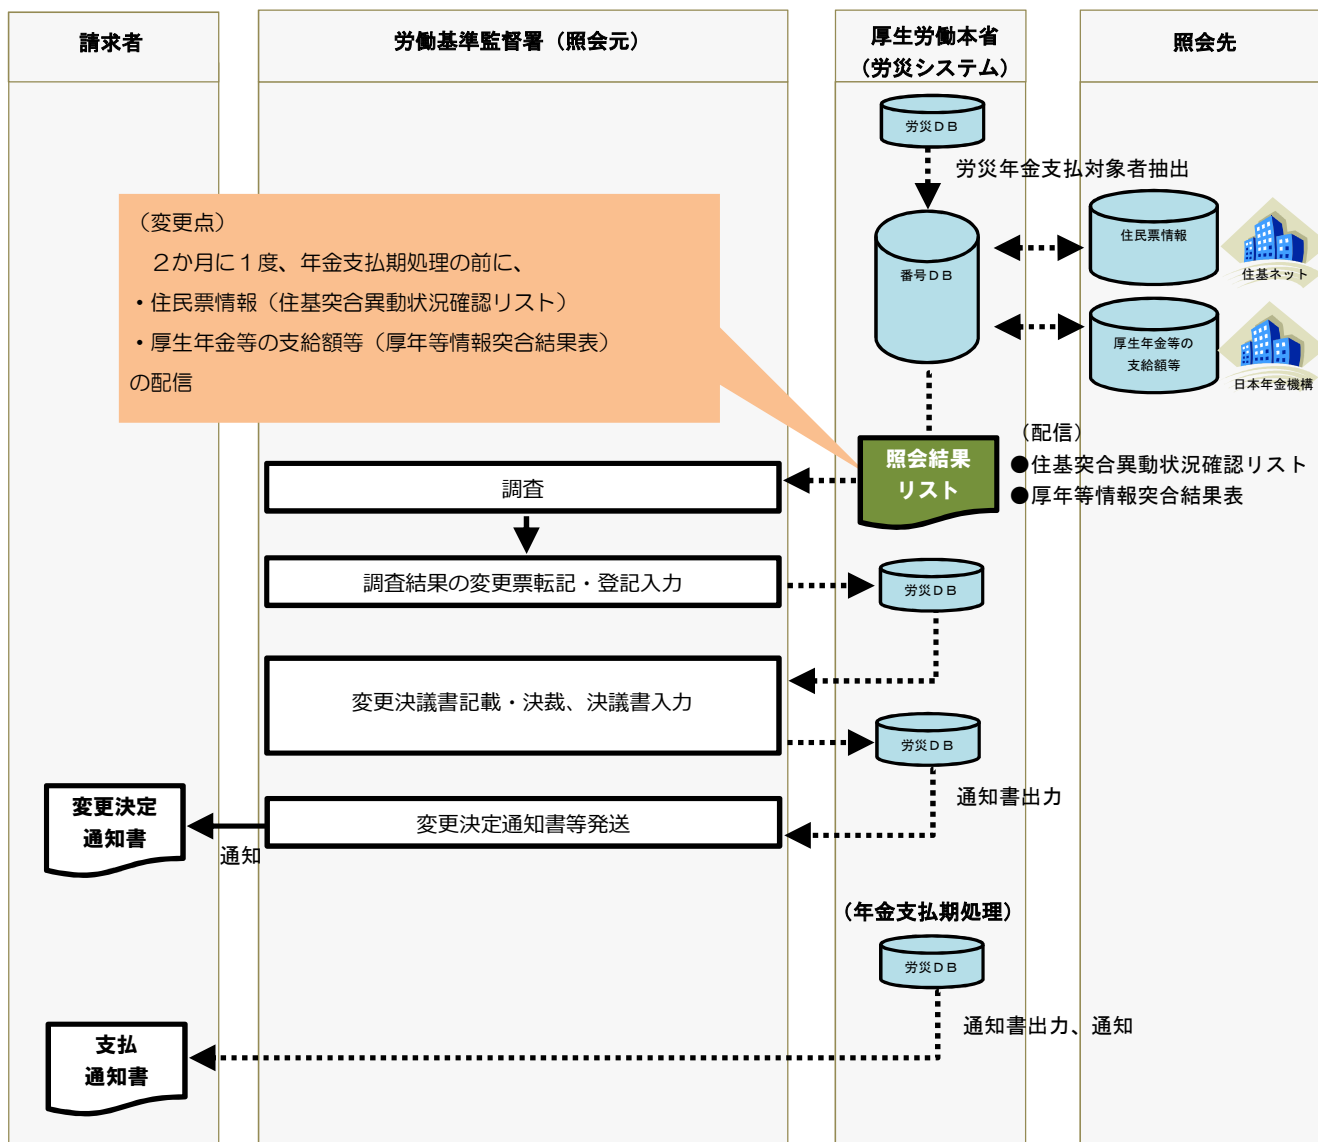 請求者
労働基準監督署（照会元）
厚生労働本省
（労災システム）
照会先
労災ＤＢ
労災年金支払対象者抽出
（変更点）
２か月に１度、年金支払期処理の前に、
・住民票情報（住基突合異動状況確認リスト）
・厚生年金等の支給額等（厚年等情報突合結果表）
の配信
番号ＤＢ
住民票情報
住基ネット
厚生年金等の
支給額等
日本年金機構
照会結果
リスト
（配信）
●住基突合異動状況確認リスト
●厚年等情報突合結果表
調査
調査結果の変更票転記・登記入力
労災ＤＢ
変更決議書記載・決裁、決議書入力
労災ＤＢ
通知書出力
変更決定通知書等発送
通知
変更決定
通知書
（年金支払期処理）
労災ＤＢ
通知書出力、通知
支払
通知書